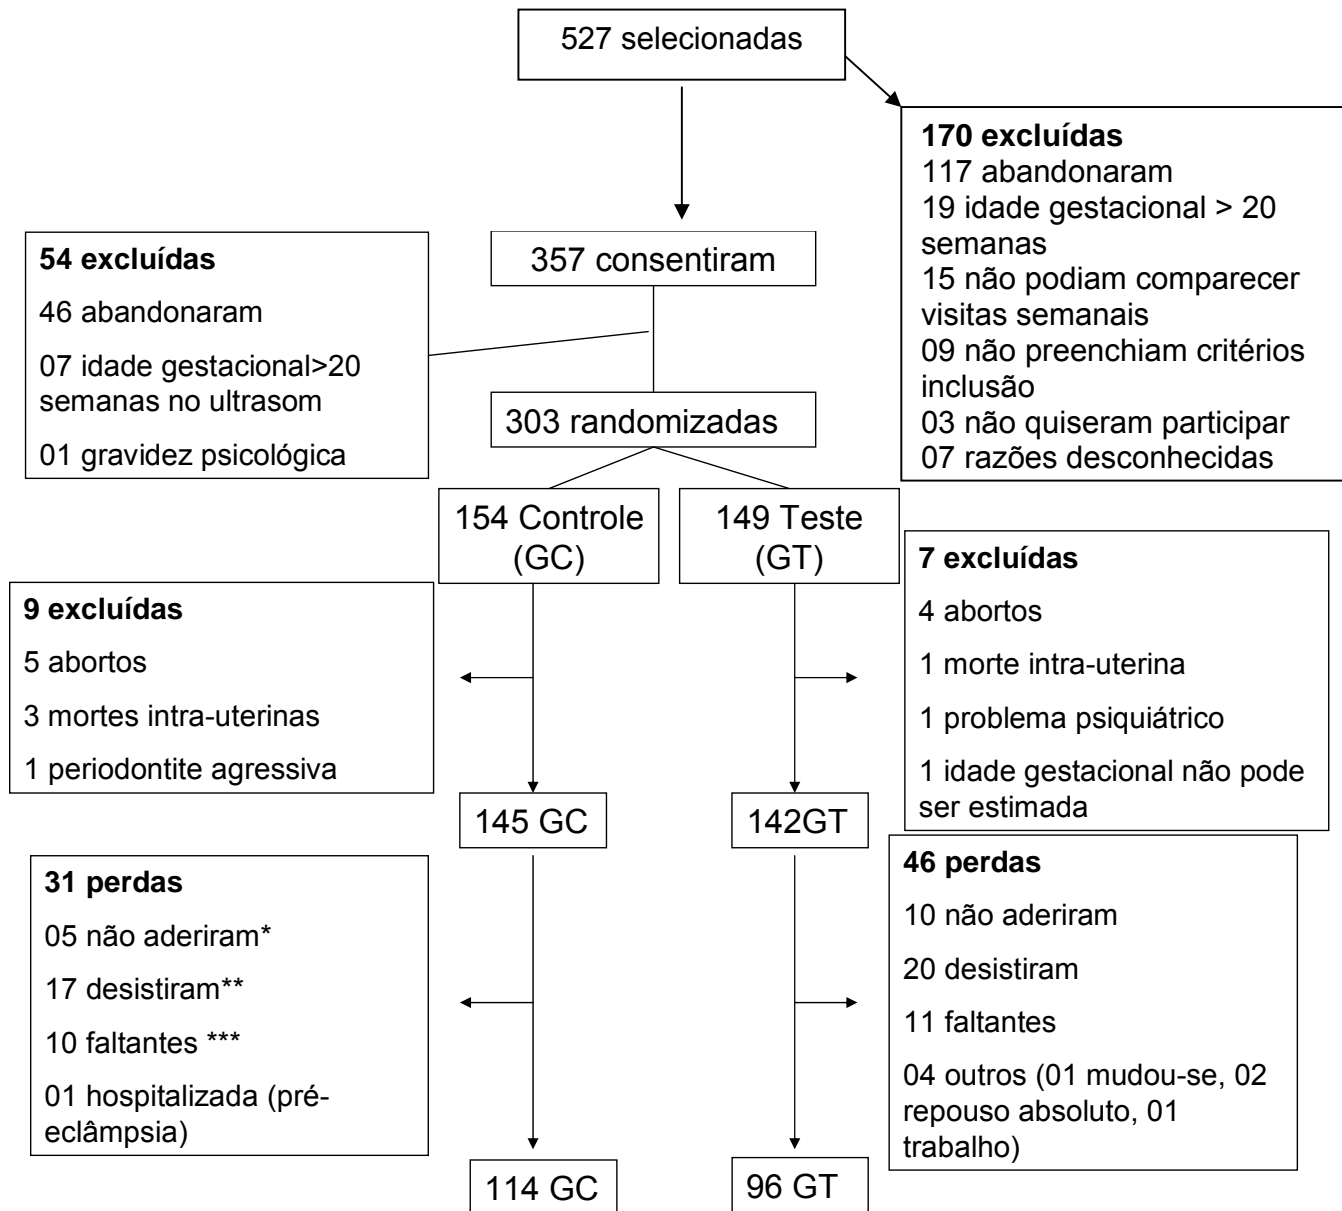 527 selecionadas
170 excluídas
117 abandonaram
19 idade gestacional > 20
semanas
15 não podiam comparecer
visitas semanais
09 não preenchiam critérios
inclusão
03 não quiseram participar
07 razões desconhecidas
357 consentiram
54 excluídas
46 abandonaram
07 idade gestacional>20
semanas no ultrasom
01 gravidez psicológica
303 randomizadas
154 Controle
(GC)
149 Teste
(GT)
9 excluídas
5 abortos
3 mortes intra-uterinas
1 periodontite agressiva
7 excluídas
4 abortos
1 morte intra-uterina
1 problema psiquiátrico
1 idade gestacional não pode
ser estimada
145 GC
142GT
31 perdas
05 não aderiram*
17 desistiram**
10 faltantes ***
01 hospitalizada (pré-
eclâmpsia)
46 perdas
10 não aderiram
20 desistiram
11 faltantes
04 outros (01 mudou-se, 02
repouso absoluto, 01
trabalho)
114 GC
96 GT